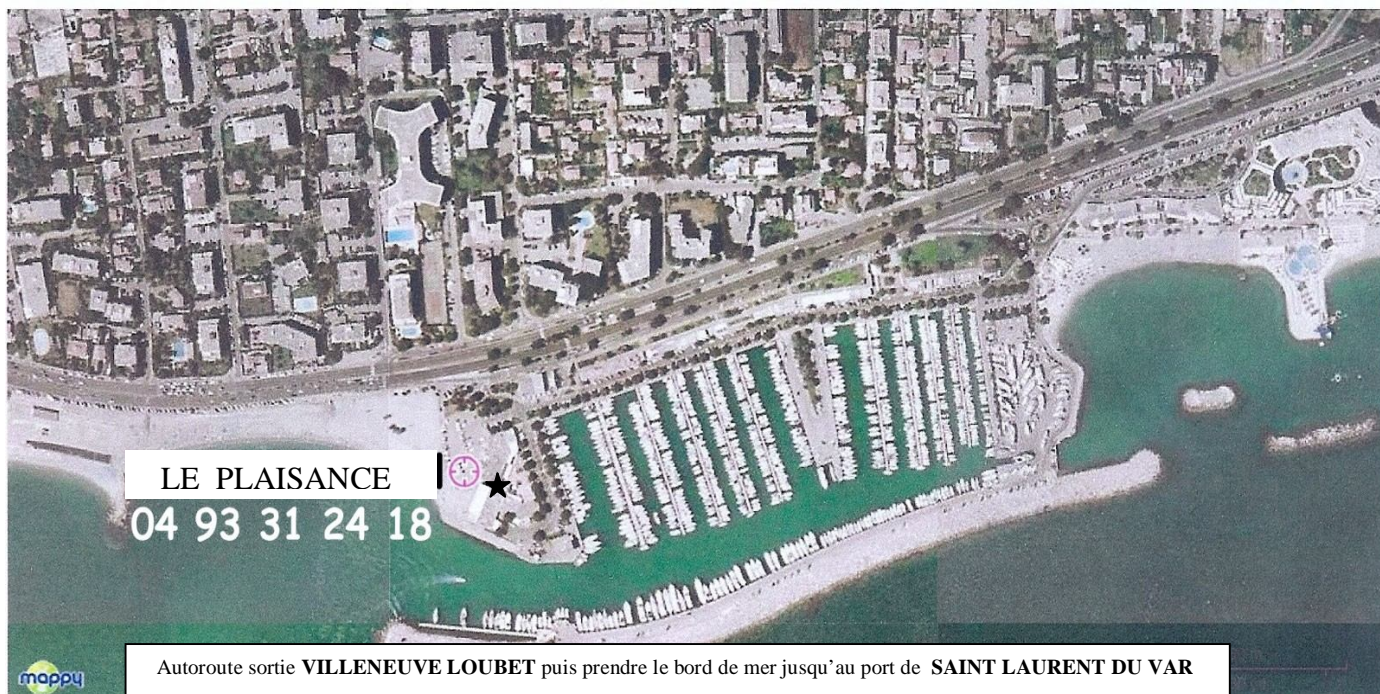 LE PLAISANCE
04 93 31 24 18
mappy
Autoroute sortie VILLENEUVE LOUBET puis prendre le bord de mer jusqu’au port de SAINT LAURENT DU VAR